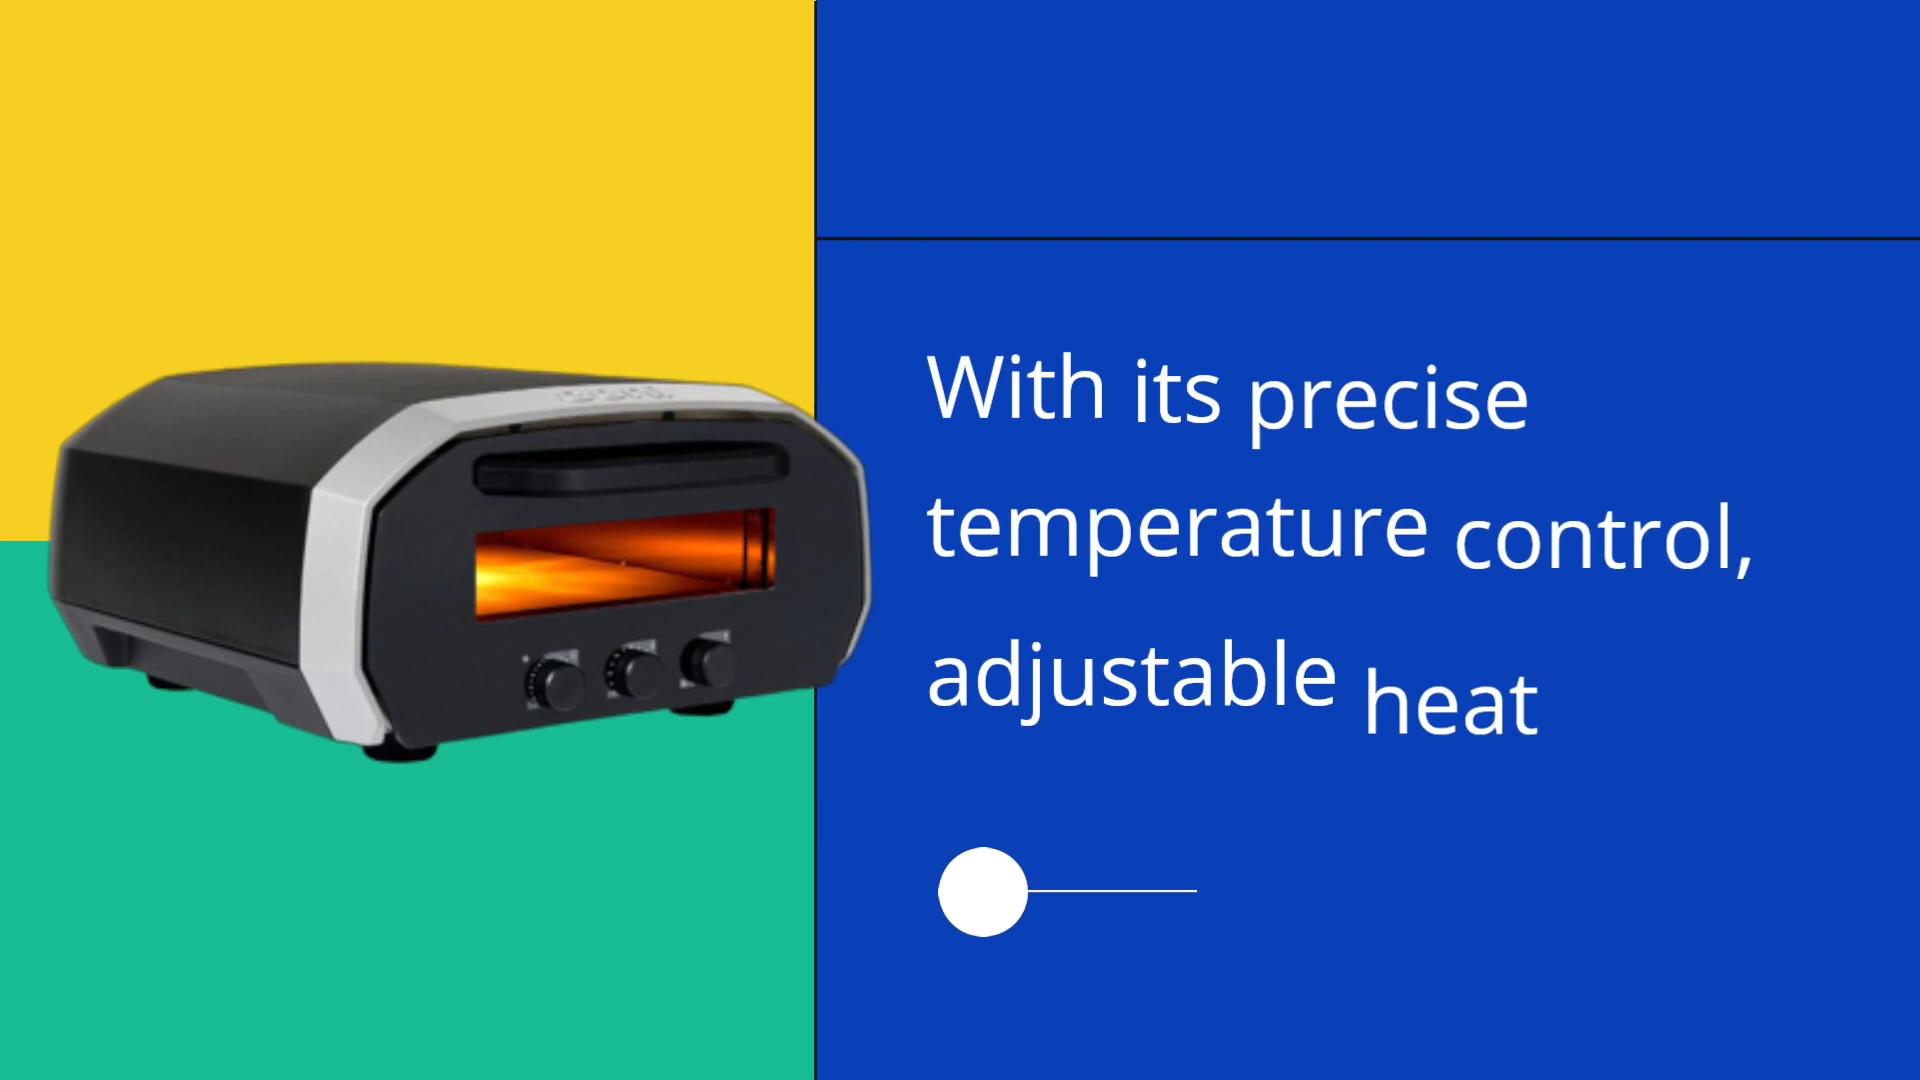 With its precise
temperature control,
adjustable heat